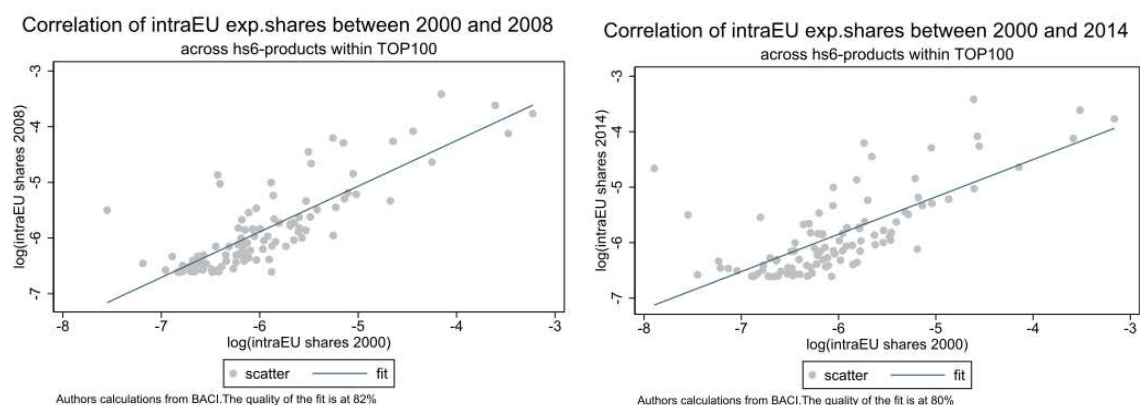 Correlation of intraEU exp.shares between 2000 and 2008
across hs6-products within TOP100
log(intraEU shares 2008)
-3
-4
-5
-6
-7
-8 -7 -6 -5 -4 -3
log(intraEU shares 2000)
scatter fit
Authors calculations from BACI.The quality of the fit is at 82%
Correlation of intraEU exp.shares between 2000 and 2014
across hs6-products within TOP100
log(intraEU shares 2014)
-3
-4
-5
-6
-7
-8 -7 -6 -5 -4 -3
log(intraEU shares 2000)
scatter fit
Authors calculations from BACI.The quality of the fit is at 80%